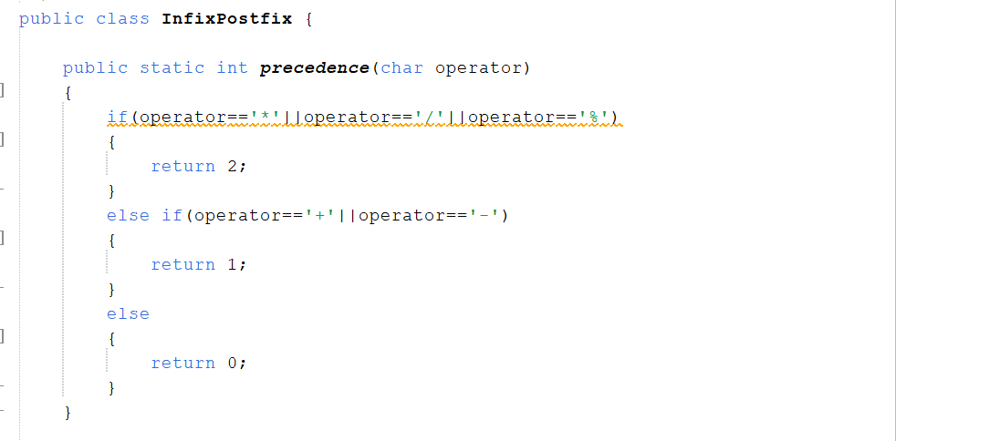 public class InfixPostfix {
public static int precedence(char operator)
{
if(operator=='*'||operator=='/'||operator=='%')
{
return 2;
}
else if(operator=='+'||operator=='-')
{
return 1;
}
else
{
return 0;
}
}